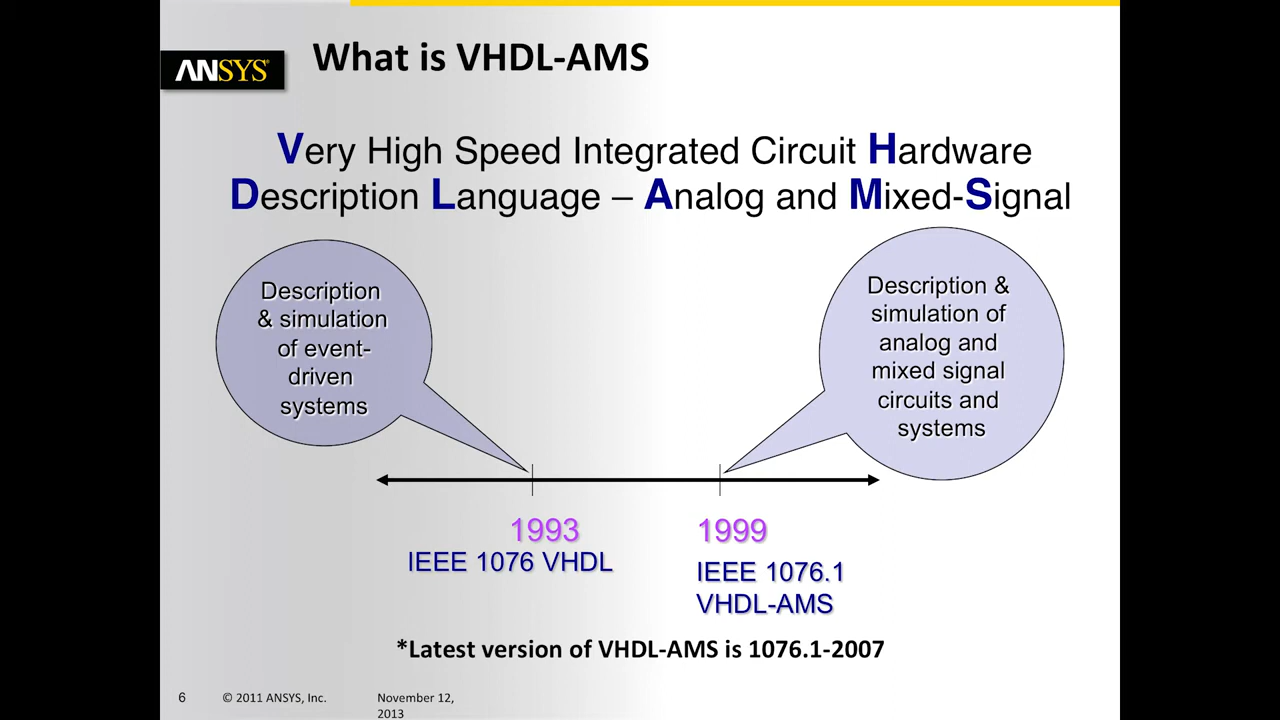 What is VHDL-AMS
ANSYS®
Very High Speed Integrated Circuit Hardware
Description Language – Analog and Mixed-Signal
Description
& simulation
of event-
driven
systems
Description &
simulation of
analog and
mixed signal
circuits and
systems
1993
IEEE 1076 VHDL
1999
IEEE 1076.1
VHDL-AMS
*Latest version of VHDL-AMS is 1076.1-2007
6
© 2011 ANSYS, Inc.
November 12,
2013